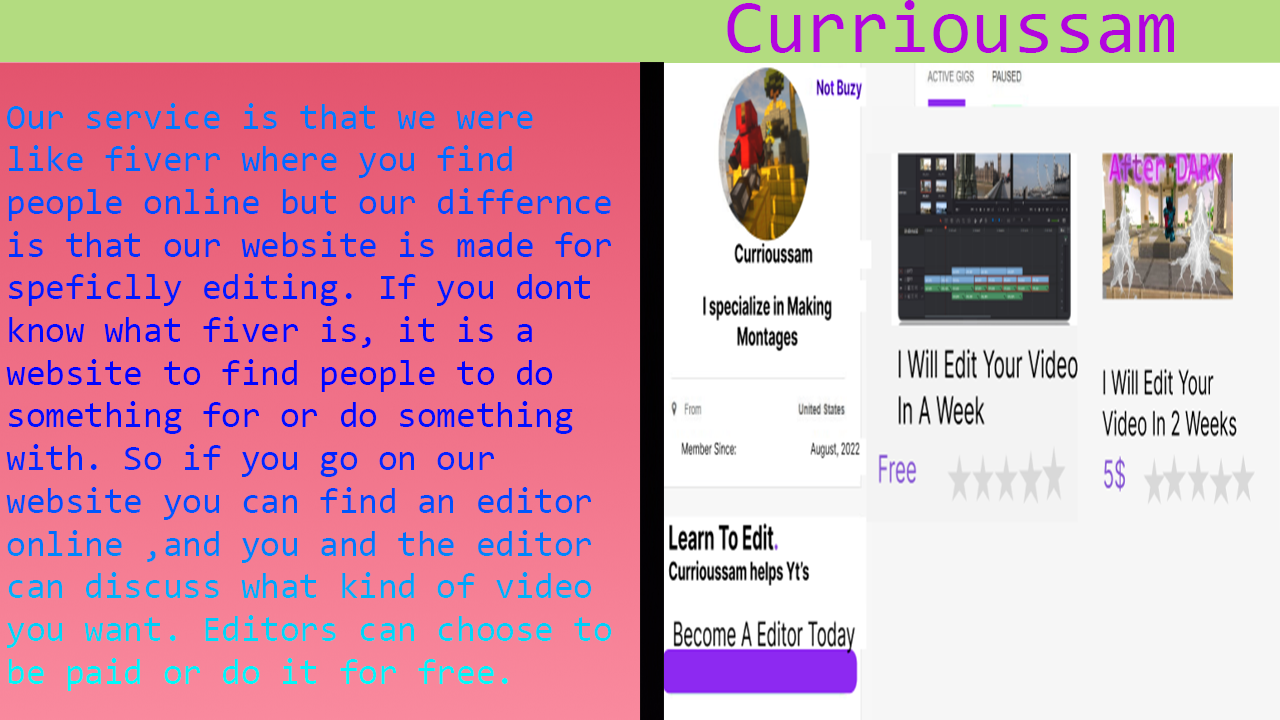 Currioussam
Our service is that we were
like fiverr where you find
people online but our differnce
is that our website is made for
speficlly editing. If you dont
know what fiver is, it is a
website to find people to do
something for or do something
with. So if you go on our
website you can find an editor
online ,and you and the editor
can discuss what kind of video
you want. Editors can choose to
be paid or do it for free.
Not Buzy
Currioussam
I specialize in Making
Montages
From United States
Member Since: August, 2022
Learn To Edit.
Currioussam helps Yt's
Become A Editor Today
ACTIVE GIGS PAUSED
I Will Edit Your Video
In A Week
Free
After DARK
I Will Edit Your
Video In 2 Weeks
5$